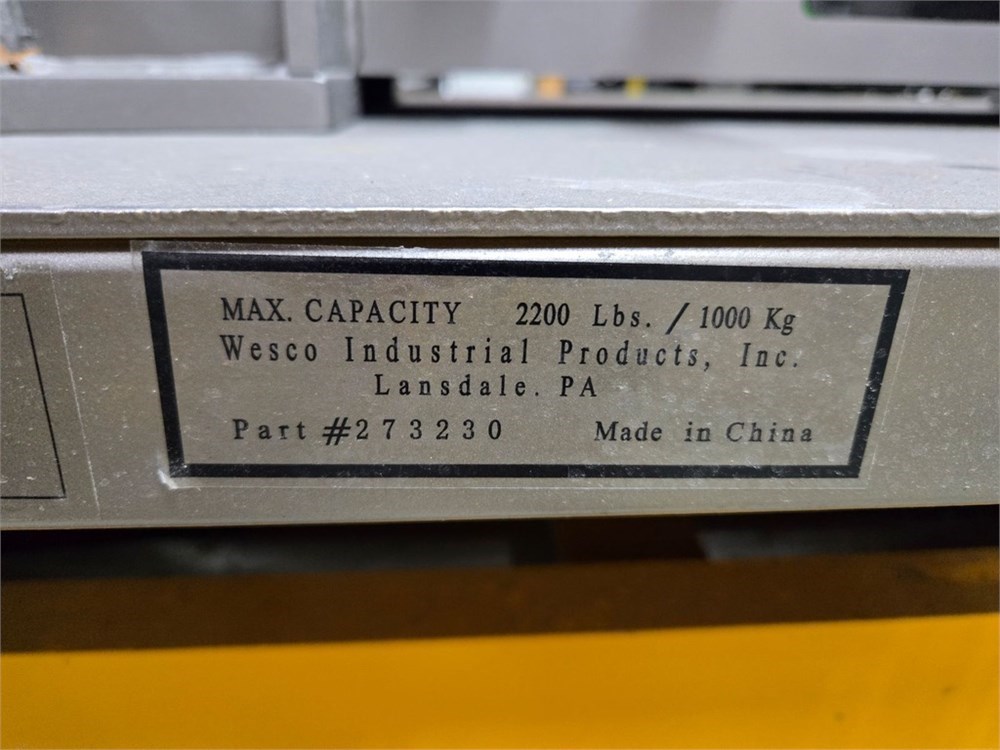 MAX. CAPACITY 2200 Lbs. / 1000 Kg
Wesco Industrial Products, Inc.
Lansdale. PA
Part #273230 Made in China